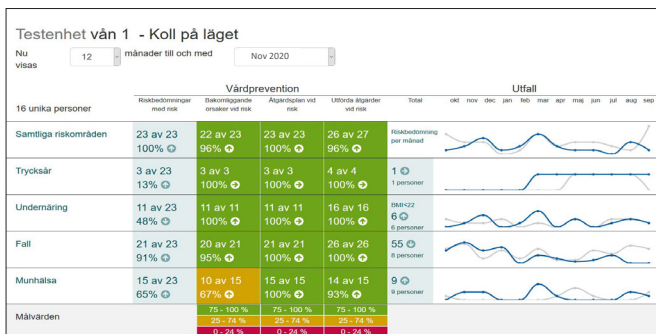 Testenhet vån 1 - Koll på läget
Nu visas 12 månader till och med Nov 2020
Vårdprevention Utfall
16 unika personer Riskbedömningar med risk Bakomliggande orsaker vid risk Åtgärdsplan vid risk Utförda åtgärder vid risk Total okt nov dec jan feb mar apr maj jun jul aug sep
Samtliga riskområden 23 av 23 22 av 23 23 av 23 26 av 27 Riskbedömning per månad
100% 96% 100% 96%
Trycksår 3 av 23 3 av 3 3 av 3 4 av 4 1
13% 100% 100% 100% 1 personer
Undernäring 11 av 23 11 av 11 11 av 11 16 av 16 BMI<22
48% 100% 100% 100% 6
6 personer
Fall 21 av 23 20 av 21 21 av 21 26 av 26 55
91% 95% 100% 100% 8 personer
Munhälsa 15 av 23 10 av 15 15 av 15 14 av 15 9
65% 67% 100% 93% 9 personer
Målvärden 75 - 100 % 75 - 100 % 75 - 100 %
25 - 74 % 25 - 74 % 25 - 74 %
0 - 24 % 0 - 24 % 0 - 24 %